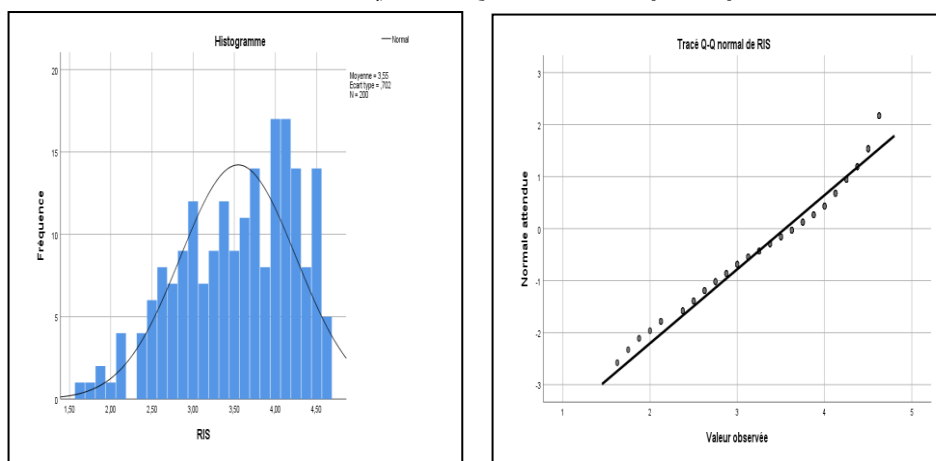 Histogramme
Normal
Moyenne = 3,55
Ecart type = ,702
N = 200
20
15
10
5
0
Fréquence
1,50 2,00 2,50 3,00 3,50 4,00 4,50
RIS
Tracé Q-Q normal de RIS
3
2
1
0
-1
-2
-3
Normale attendue
1 2 3 4 5
Valeur observée